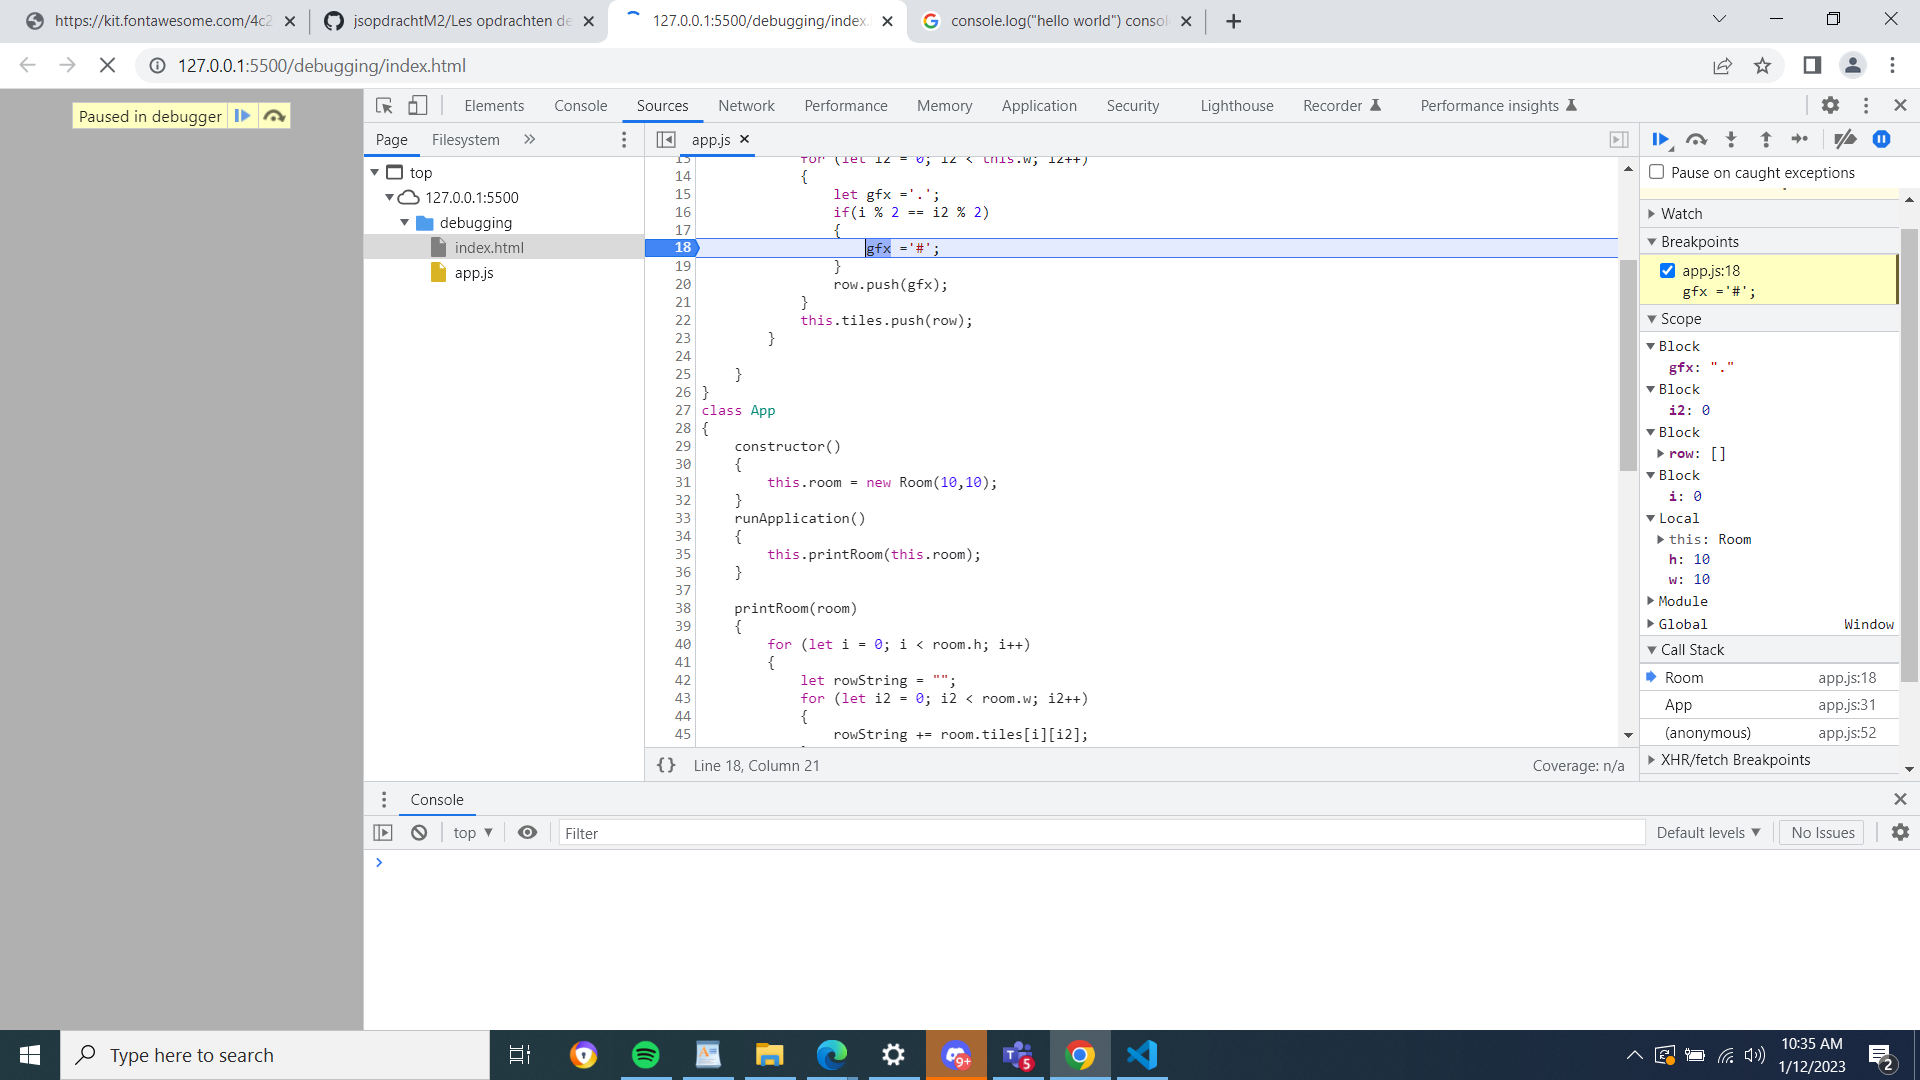 https://kit.fontawesome.com/4c2
jsopdrachtM2/Les opdrachten de
127.0.0.1:5500/debugging/index.
console.log("hello world") consol
127.0.0.1:5500/debugging/index.html
Paused in debugger
Elements Console Sources Network Performance Memory Application Security Lighthouse Recorder Performance insights
Page Filesystem
app.js
top
127.0.0.1:5500
debugging
index.html
app.js
13 for (let i2 = 0; i2 < this.w; i2++)
14 {
15 let gfx ='.';
16 if(i % 2 == i2 % 2)
17 {
18 gfx ='#';
19 }
20 row.push(gfx);
21 }
22 this.tiles.push(row);
23 }
24
25 }
26 }
27 class App
28 {
29 constructor()
30 {
31 this.room = new Room(10,10);
32 }
33 runApplication()
34 {
35 this.printRoom(this.room);
36 }
37
38 printRoom(room)
39 {
40 for (let i = 0; i < room.h; i++)
41 {
42 let rowString = "";
43 for (let i2 = 0; i2 < room.w; i2++)
44 {
45 rowString += room.tiles[i][i2];
{} Line 18, Column 21
Coverage: n/a
Pause on caught exceptions
Watch
Breakpoints
app.js:18
gfx ='#';
Scope
Block
gfx: "."
Block
i2: 0
Block
row: []
Block
i: 0
Local
this: Room
h: 10
w: 10
Module
Global Window
Call Stack
Room app.js:18
App app.js:31
(anonymous) app.js:52
XHR/fetch Breakpoints
Console
top
Filter
Default levels
No Issues
Type here to search
9+
5
10:35 AM
1/12/2023
2